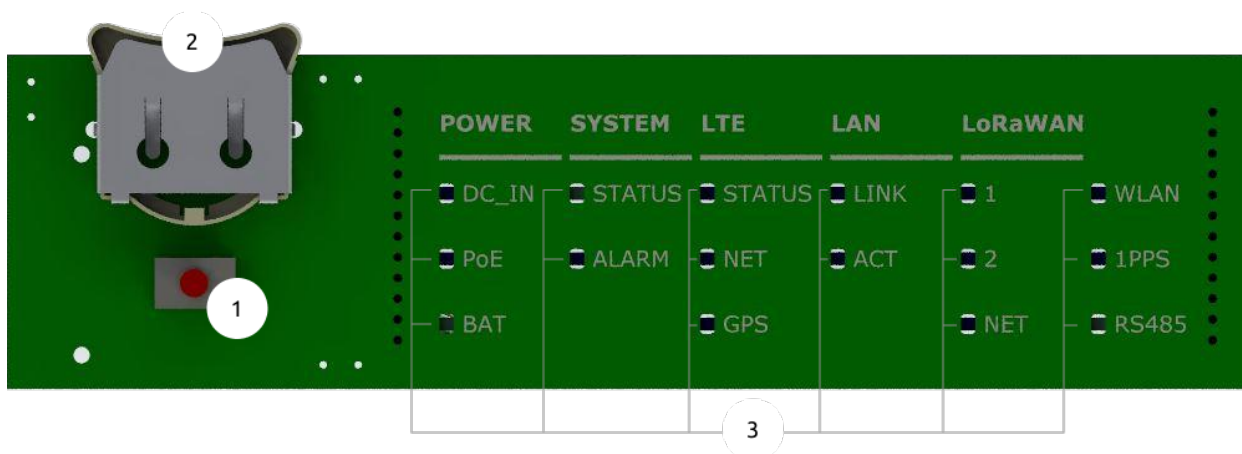 2
POWER SYSTEM LTE LAN LoRaWAN
DC_IN STATUS STATUS LINK 1 WLAN
PoE ALARM NET ACT 2 1PPS
1
BAT GPS NET RS485
3